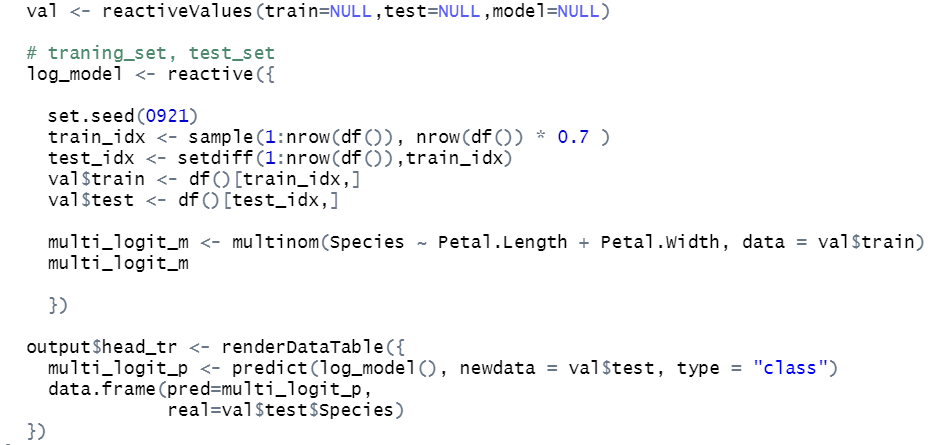 val <- reactiveValues(train=NULL,test=NULL,model=NULL)
# traning_set, test_set
log_model <- reactive({
set.seed(0921)
train_idx <- sample(1:nrow(df()), nrow(df()) * 0.7 )
test_idx <- setdiff(1:nrow(df()),train_idx)
val$train <- df()[train_idx,]
val$test <- df()[test_idx,]
multi_logit_m <- multinom(Species ~ Petal.Length + Petal.Width, data = val$train)
multi_logit_m
})
output$head_tr <- renderDataTable({
multi_logit_p <- predict(log_model(), newdata = val$test, type = "class")
data.frame(pred=multi_logit_p,
real=val$test$Species)
})